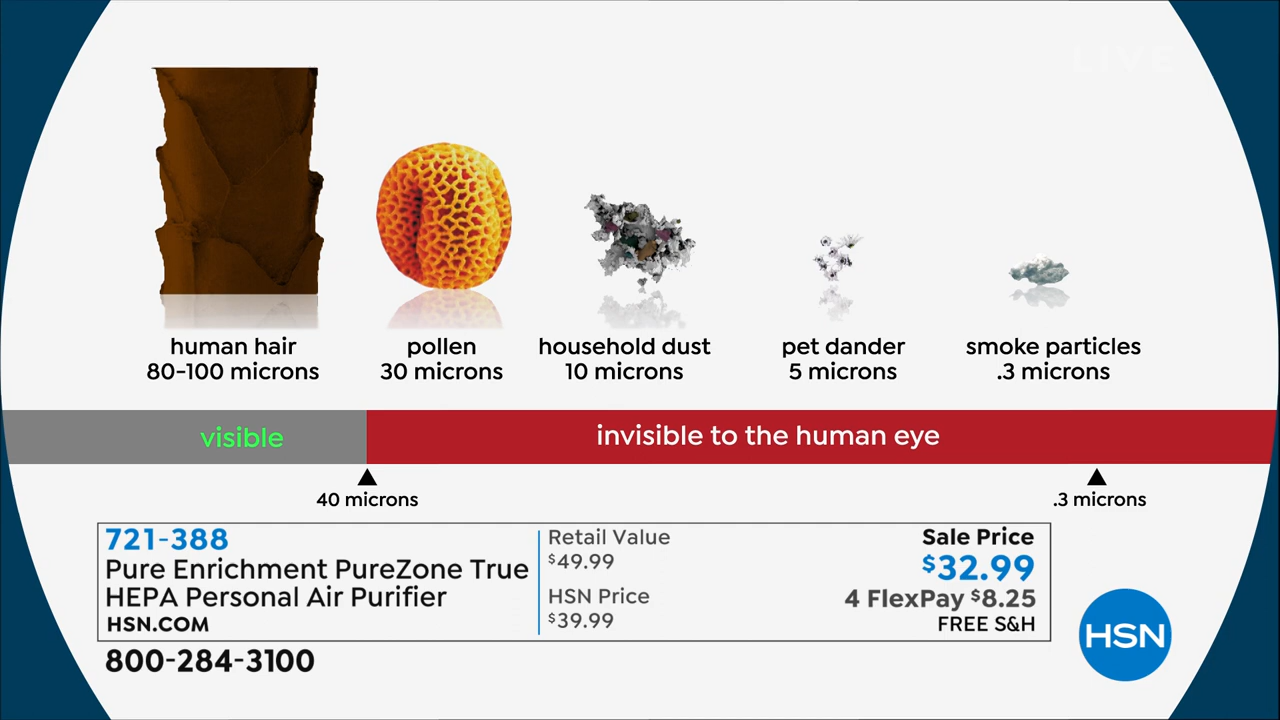 LIVE
human hair
80-100 microns
pollen
30 microns
household dust
10 microns
pet dander
5 microns
smoke particles
.3 microns
visible
invisible to the human eye
40 microns
.3 microns
721-388
Pure Enrichment PureZone True
HEPA Personal Air Purifier
HSN.COM
Retail Value
$49.99
HSN Price
$39.99
Sale Price
$32.99
4 FlexPay $8.25
FREE S&H
800-284-3100
HSN